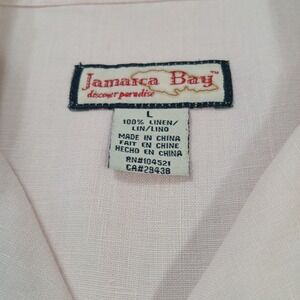 Jamaica Bay™
discover paradise
L
100% LINEN/
LIN/LINO
MADE IN CHINA
FAIT EN CHINE
HECHO EN CHINA
RN#104521
CA#29438